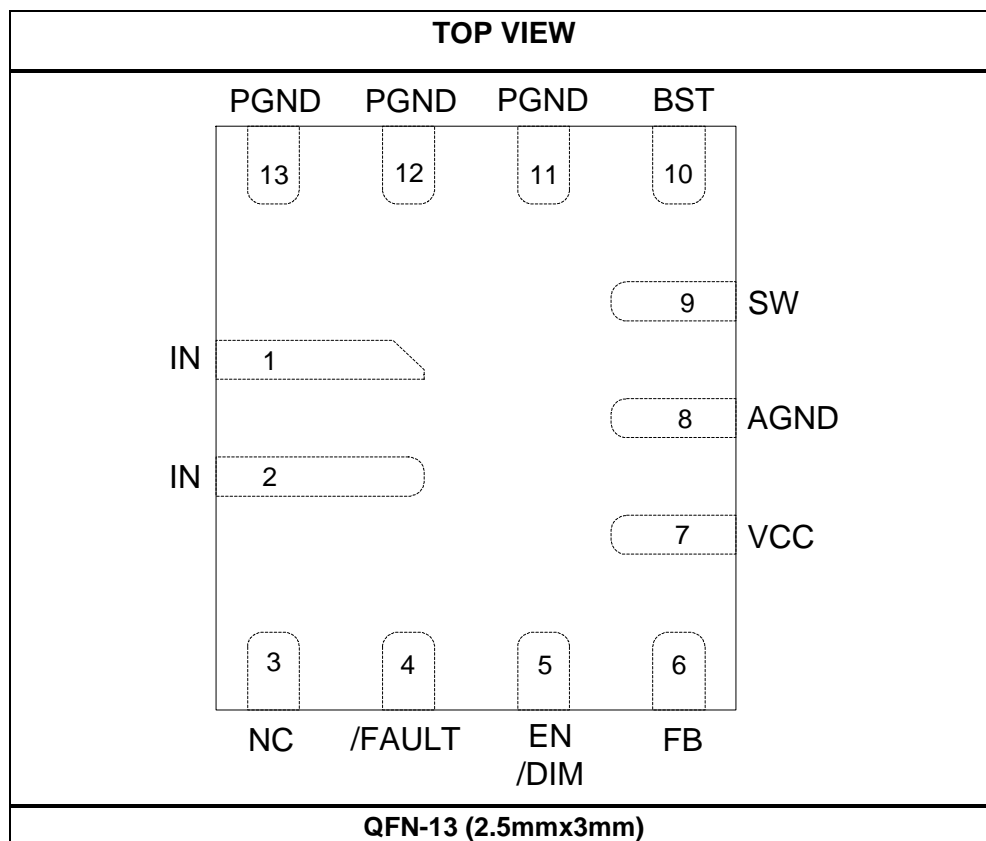 TOP VIEW
PGND PGND PGND BST
13 12 11 10
9 SW
IN 1
8 AGND
IN 2
7 VCC
3 4 5 6
NC /FAULT EN FB
/DIM
QFN-13 (2.5mmx3mm)